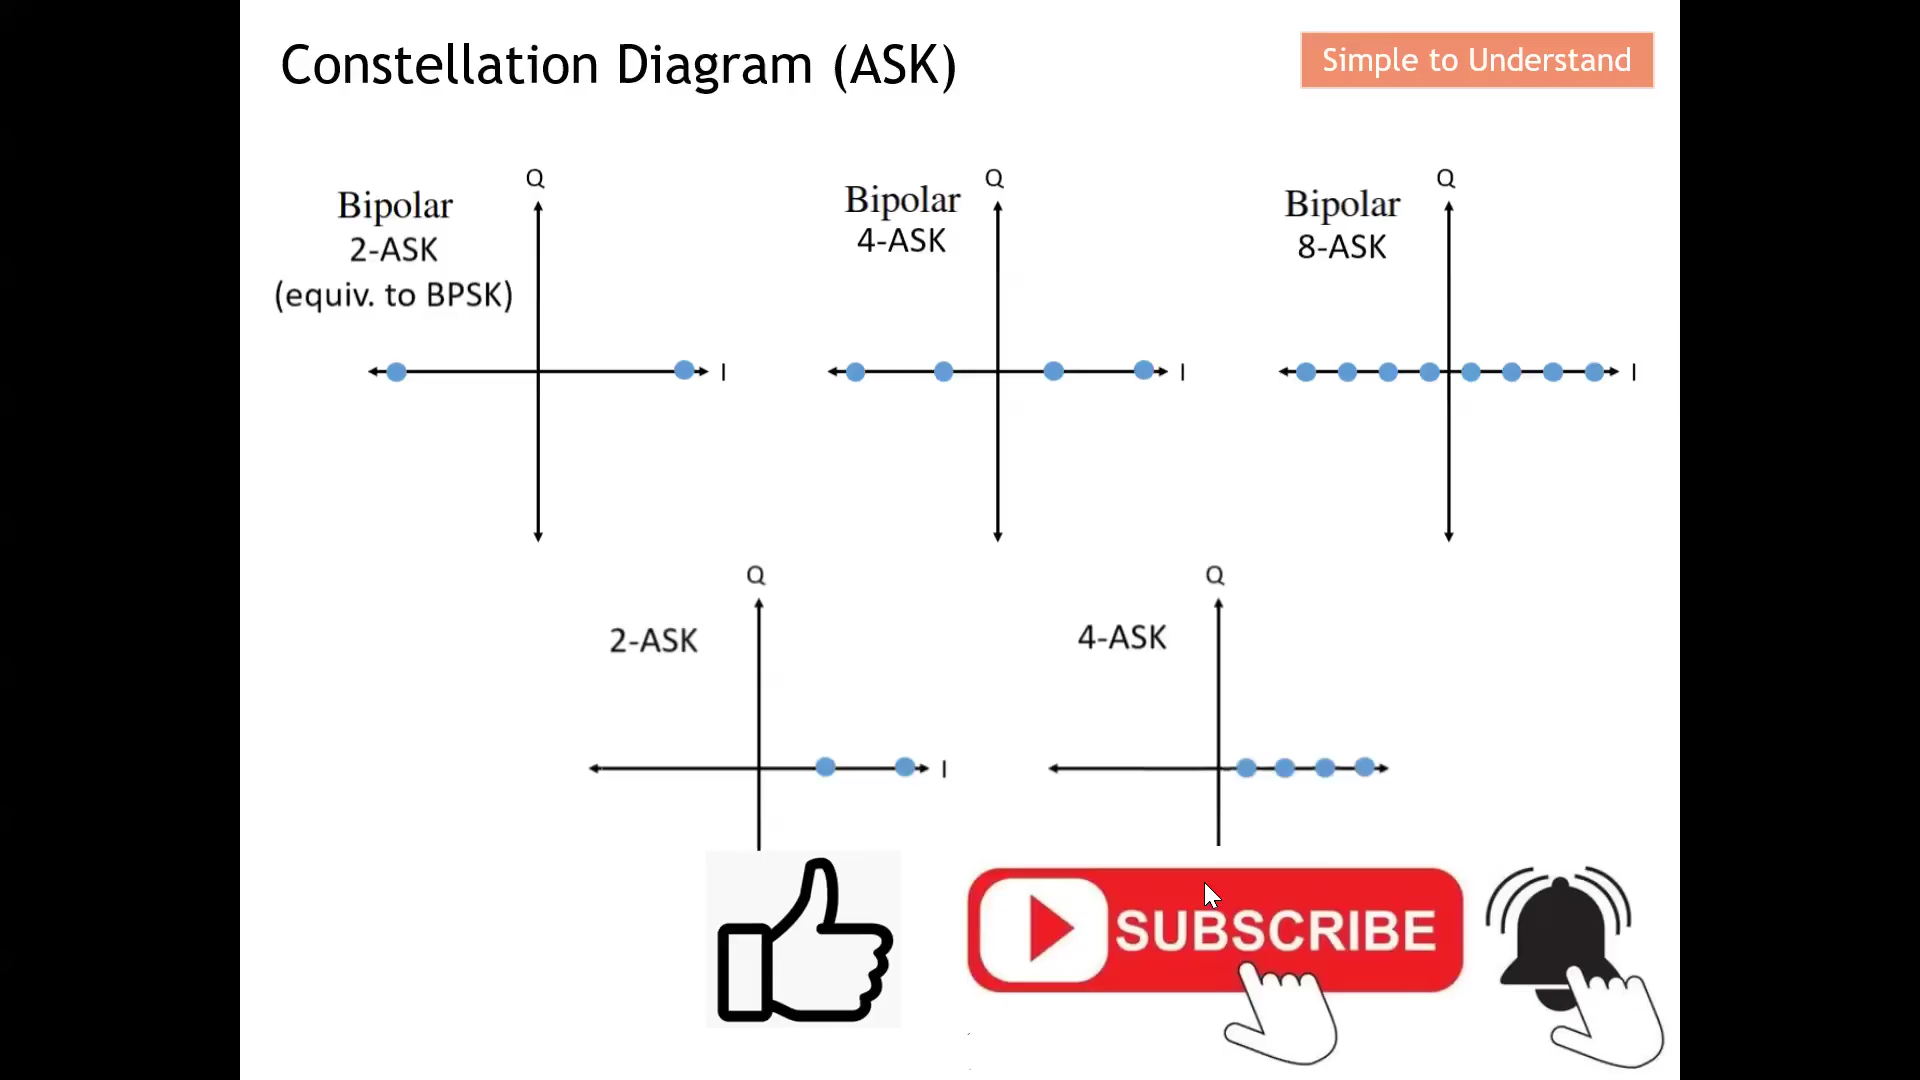 Constellation Diagram (ASK)
Simple to Understand
Q
Bipolar
2-ASK
(equiv. to BPSK)
I
Q
Bipolar
4-ASK
I
Q
Bipolar
8-ASK
I
Q
2-ASK
I
Q
4-ASK
SUBSCRIBE